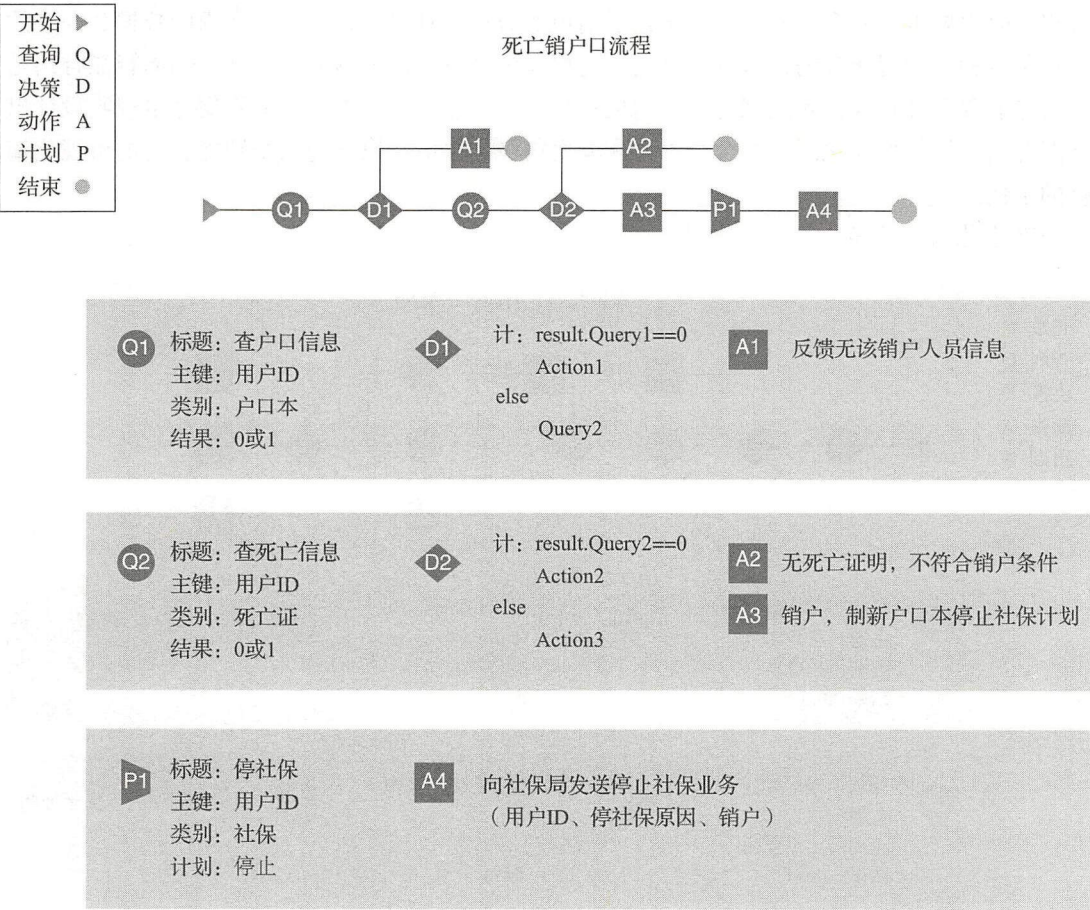 开始
查询 Q
决策 D
动作 A
计划 P
结束
死亡销户口流程
A1
A2
Q1
D1
Q2
D2
A3
P1
A4
Q1
标题：查户口信息
主键：用户ID
类别：户口本
结果：0或1
D1
计：result.Query1==0
Action1
else
Query2
A1
反馈无该销户人员信息
Q2
标题：查死亡信息
主键：用户ID
类别：死亡证
结果：0或1
D2
计：result.Query2==0
Action2
else
Action3
A2
无死亡证明，不符合销户条件
A3
销户，制新户口本停止社保计划
P1
标题：停社保
主键：用户ID
类别：社保
计划：停止
A4
向社保局发送停止社保业务
（用户ID、停社保原因、销户）